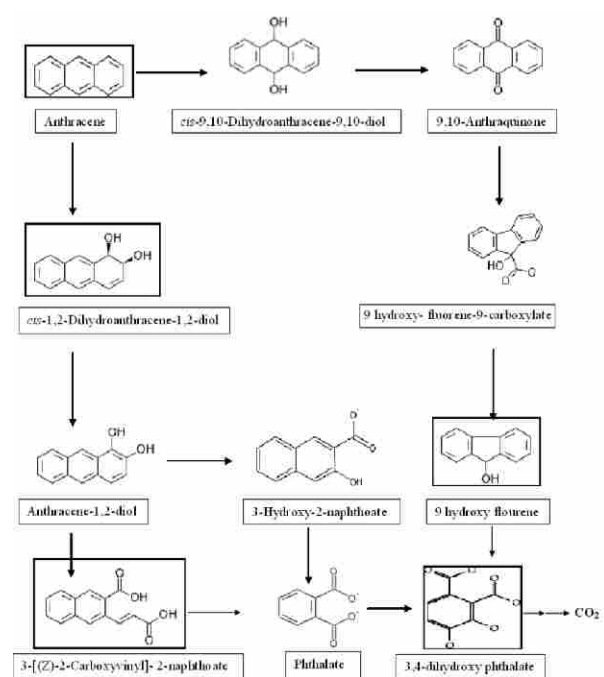 OH
OH
O
O
Anthracene
cis-9,10-Dihydroanthracene-9,10-diol
9,10-Anthraquinone
OH
OH
HO
O
O
cis-1,2-Dihydroanthracene-1,2-diol
9 hydroxy- fluorene-9-carboxylate
OH
OH
O
O
OH
OH
Anthracene-1,2-diol
3-Hydroxy-2-naphthoate
9 hydroxy flourene
O
OH
OH
O
O
O
O
O
O
O
O
O
O
O
CO2
3-[(Z)-2-Carboxyvinyl]- 2-naphthoate
Phthalate
3,4-dihydroxy phthalate